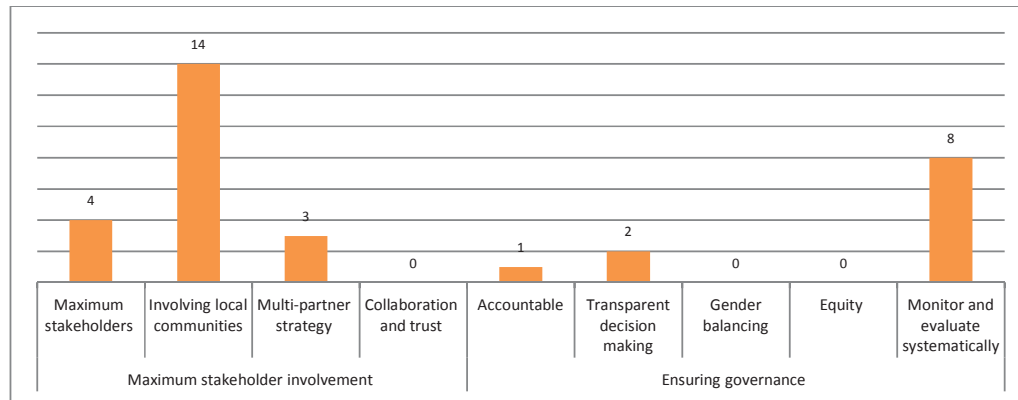 14
8
4
3
2
1
0
0
0
Maximum
stakeholders
Involving local
communities
Multi-partner
strategy
Collaboration
and trust
Accountable
Transparent
decision
making
Gender
balancing
Equity
Monitor and
evaluate
systematically
Maximum stakeholder involvement
Ensuring governance